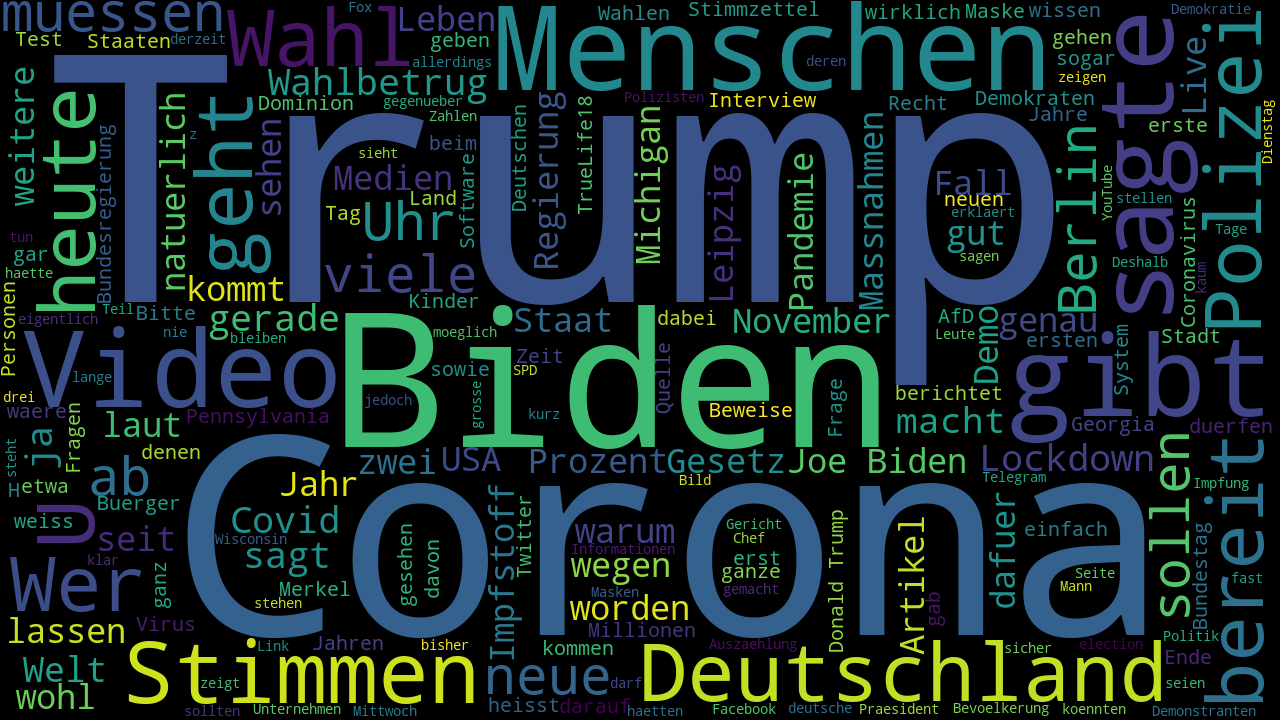 muessen
Fox
Wahl
Leben
Menschen
Wahlen
Stimmzettel
wirklich
Maske
wissen
Demokratie
Test
Staaten
derzeit
geben
allerdings
deren
gehen
sogar
zeigen
sagte
Live
Polizei
Weitere
heute
Trump
Wahlbetrug
Dominion
gegenueber
Zahlen
Polizisten
Interview
Recht
Demokraten
Jahre
erste
Dienstag
Bundesregierung
natuerlich
z
geht
sehen
sieht
beim
Medien
Land
Tag
Uhr
Software
Deutschen
Regierung
TrueLife18
Michigan
Leipzig
Pandemie
Massnahmen
Fall
neuen
erklaert
gut
sagen
Berlin
YouTube
stellen
Tage
tun
gar
haette
Personen
eigentlich
Teil
Bitte
kommt
viele
Kinder
Deshalb
Coronavirus
kaum
nie
bleiben
gerade
moeglich
Staat
dabei
November
AfD
Leute
Demo
genau
ersten
System
Stadt
Video
lange
Biden
sowie
Zeit
SPD
Quelle
gibt
drei
waere
jedoch
grosse
kurz
Beweise
Frage
berichtet
macht
Georgia
duerfen
ja
Fragen
laut
Pennsylvania
steht
H
etwa
denen
ab
Buerger
zwei
USA
Prozent
Gesetz
Joe Biden
Lockdown
Telegram
Impfung
bereit
sollen
Bild
Jahr
weiss
u
seit
klar
Covid
Wisconsin
sagt
Corona
Impfstoff
Twitter
warum
Informationen
wegen
Gericht
Chef
erst
ganze
gemacht
Artikel
dafuer
einfach
Bundestag
fast
Wer
ganz
Merkel
stehen
gesehen
davon
Masken
worden
Millionen
Donald Trump
gab
Seite
Mann
lassen
Virus
Link
Jahren
bisher
kommen
Auszaehlung
sicher
election
Politik
Ende
Welt
wohl
zeigt
Stimmen
neue
darf
Deutschland
seien
sollten
Unternehmen
Mittwoch
heisst
darauf
haetten
Facebook
deutsche
Praesident
Bevoelkerung
koennten
Demonstranten